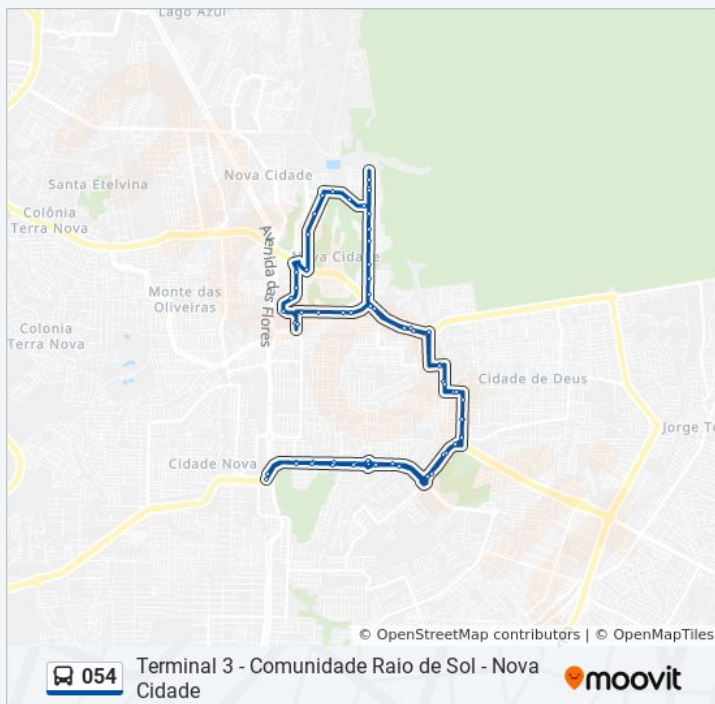 Lago Azul
Santa Etelvina
Nova Cidade
Colônia
Terra Nova
Avenida das Flores
Nova Cidade
Monte das
Oliveiras
Colonia
Terra Nova
Cidade de Deus
Jorge Te
Cidade Nova
© OpenStreetMap contributors | © OpenMapTiles
054
Terminal 3 - Comunidade Raio de Sol - Nova
Cidade
moovit